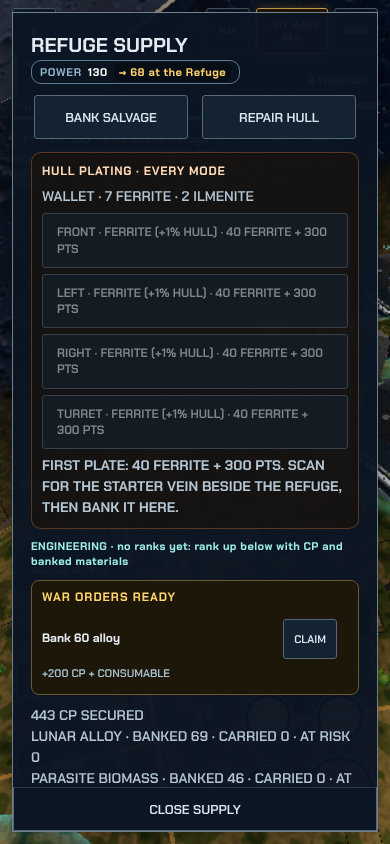 REFUGE SUPPLY
POWER 130 → 68 at the Refuge
BANK SALVAGE
REPAIR HULL
HULL PLATING · EVERY MODE
WALLET · 7 FERRITE · 2 ILMENITE
FRONT · FERRITE (+1% HULL) · 40 FERRITE + 300
PTS
LEFT · FERRITE (+1% HULL) · 40 FERRITE + 300
PTS
RIGHT · FERRITE (+1% HULL) · 40 FERRITE + 300
PTS
TURRET · FERRITE (+1% HULL) · 40 FERRITE +
300 PTS
FIRST PLATE: 40 FERRITE + 300 PTS. SCAN
FOR THE STARTER VEIN BESIDE THE REFUGE,
THEN BANK IT HERE.
ENGINEERING · no ranks yet: rank up below with CP and
banked materials
WAR ORDERS READY
Bank 60 alloy
CLAIM
+200 CP + CONSUMABLE
443 CP SECURED
LUNAR ALLOY · BANKED 69 · CARRIED 0 · AT RISK
0
PARASITE BIOMASS · BANKED 46 · CARRIED 0 · AT
CLOSE SUPPLY